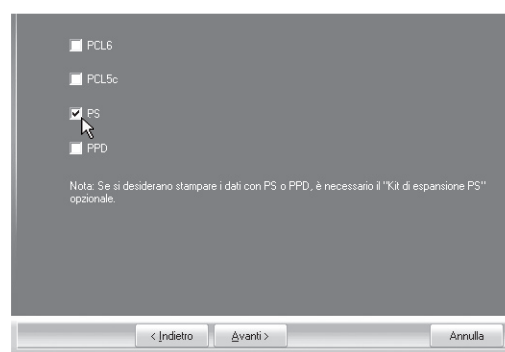 PCL6
PCL5c
PS
PPD
Nota: Se si desiderano stampare i dati con PS o PPD, è necessario il "Kit di espansione PS"
opzionale.
< Indietro
Avanti >
Annulla